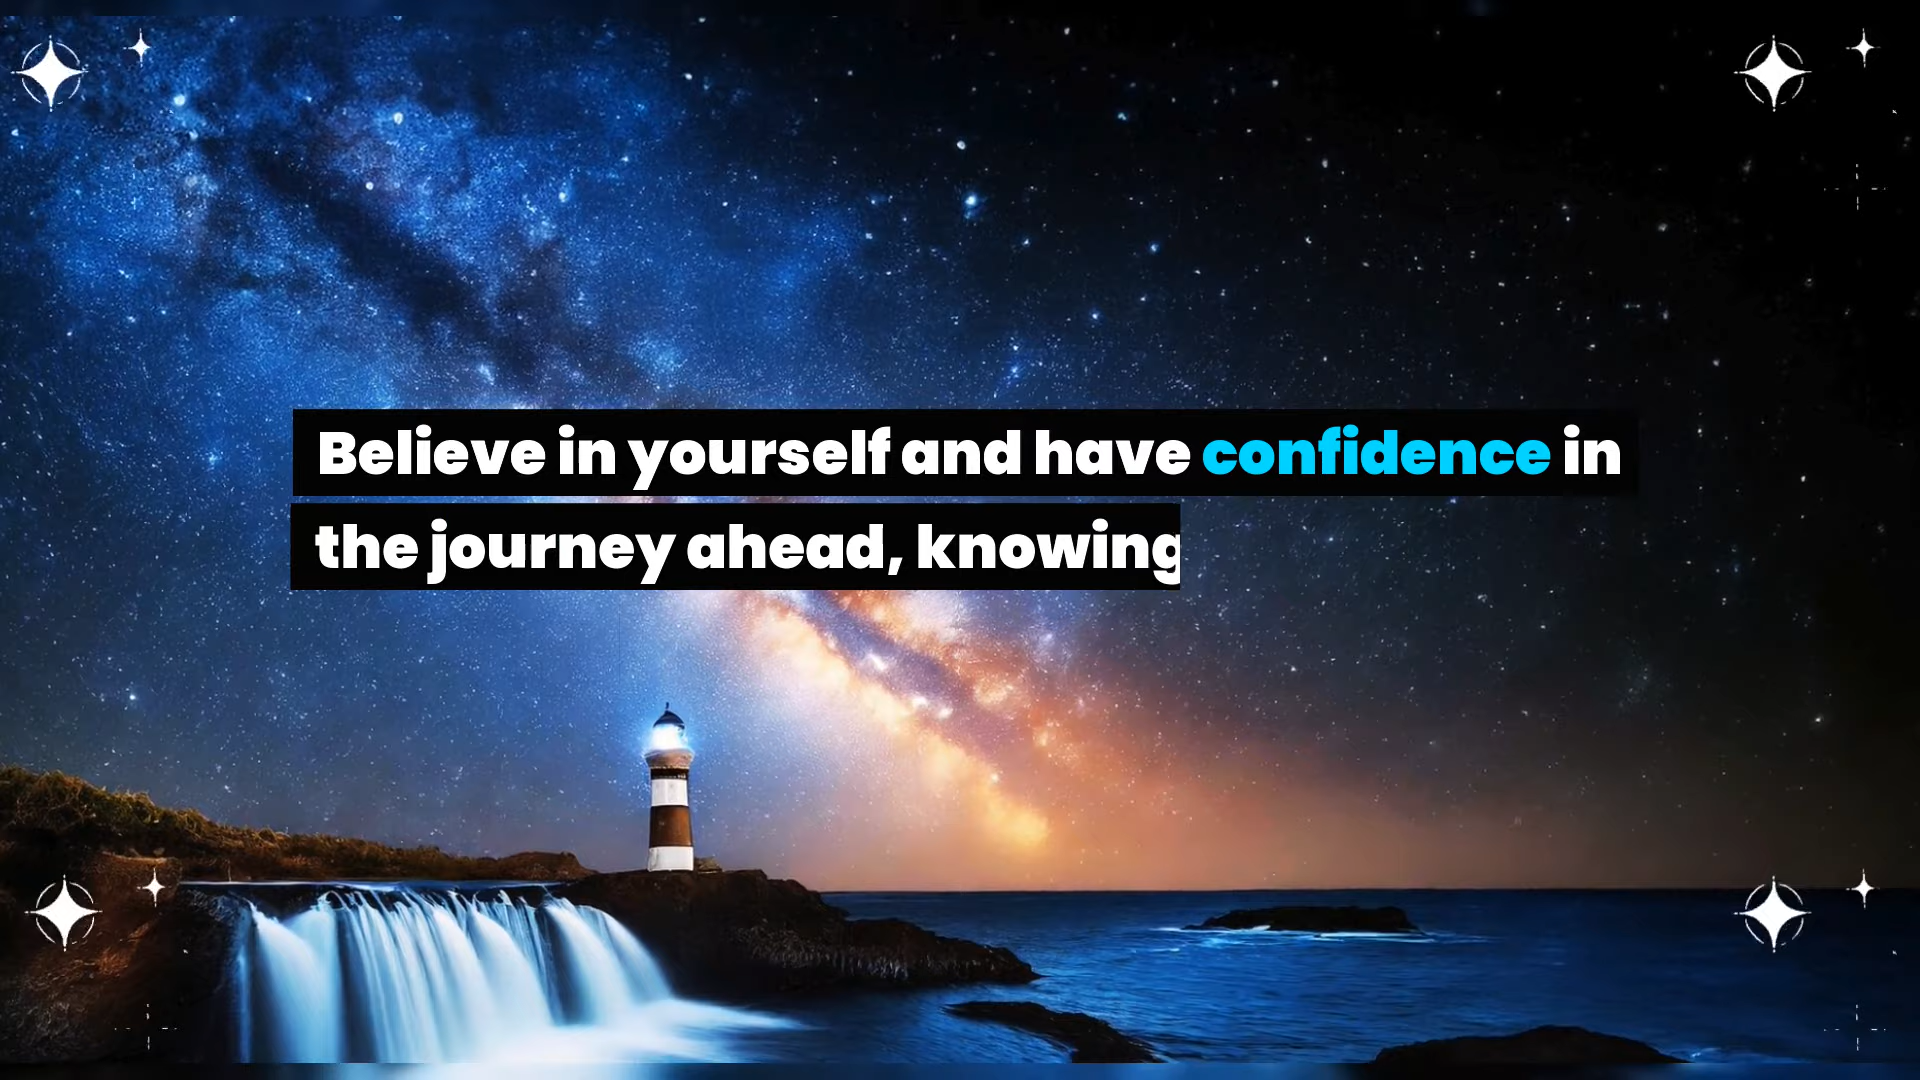 Believe in yourself and have confidence in
the journey ahead, knowing